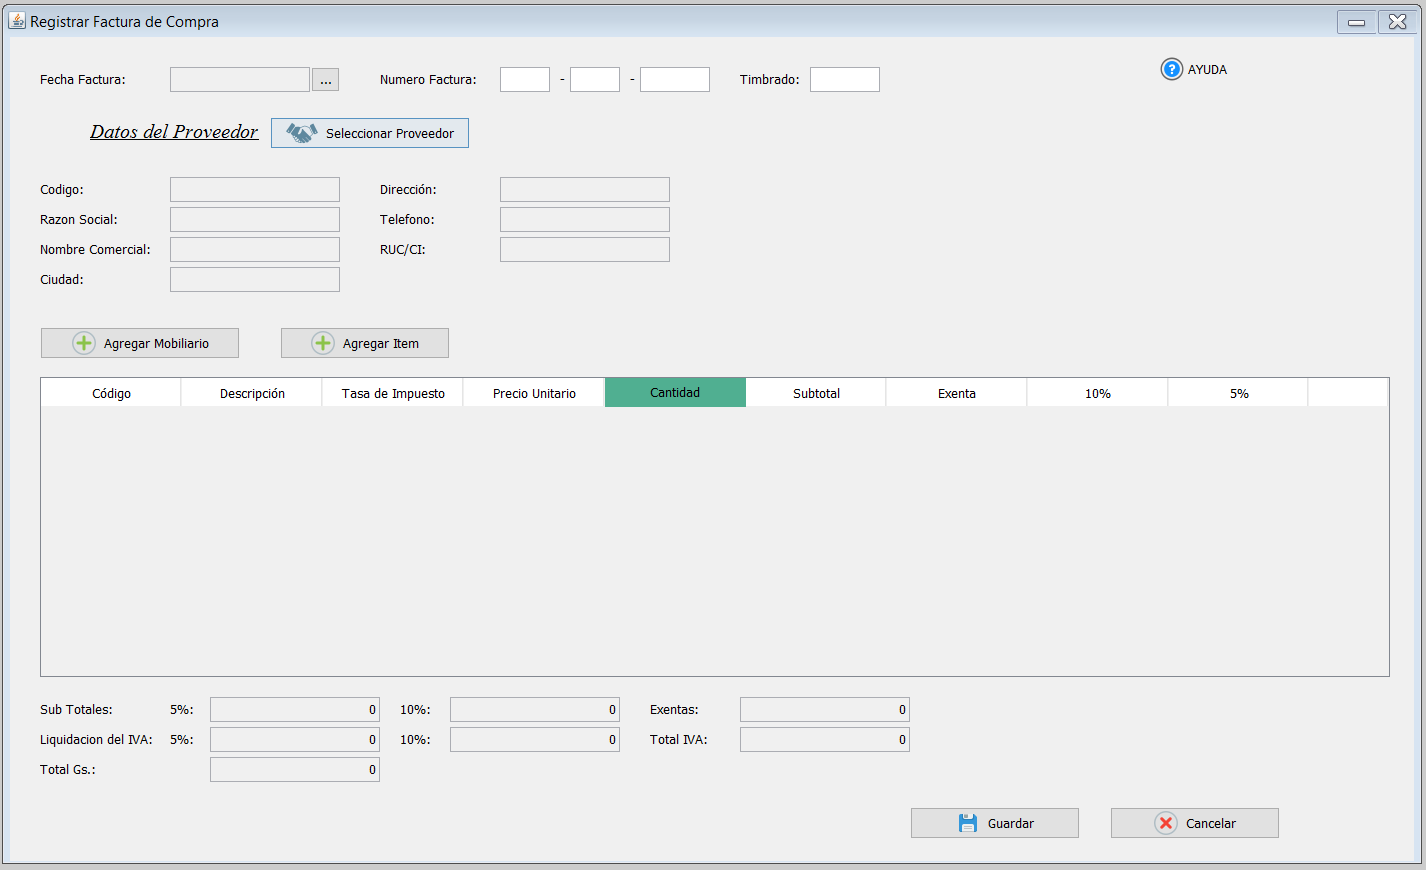 Registrar Factura de Compra
Fecha Factura: ... Numero Factura: - - Timbrado: ? AYUDA
Datos del Proveedor Seleccionar Proveedor
Codigo: Dirección:
Razon Social: Telefono:
Nombre Comercial: RUC/CI:
Ciudad:
Agregar Mobiliario Agregar Item
Código Descripción Tasa de Impuesto Precio Unitario Cantidad Subtotal Exenta 10% 5%
Sub Totales: 5%: 0 10%: 0 Exentas: 0
Liquidacion del IVA: 5%: 0 10%: 0 Total IVA: 0
Total Gs.: 0
Guardar Cancelar